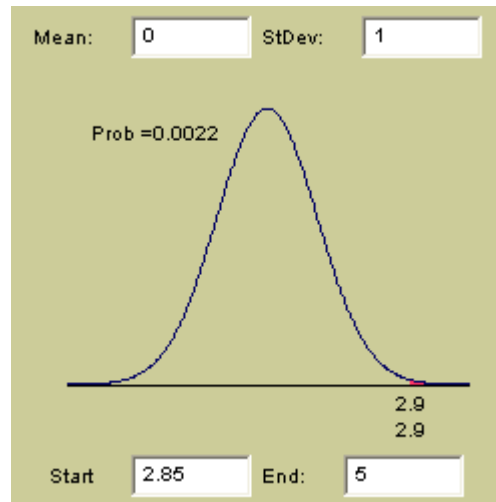 Mean: 0 StDev: 1
Prob =0.0022
2.9
2.9
Start 2.85 End: 5